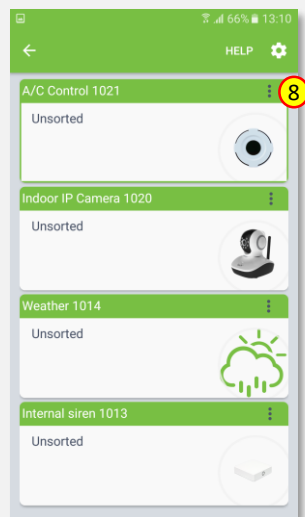 66% 13:10
HELP
A/C Control 1021
8
Unsorted
Indoor IP Camera 1020
Unsorted
Weather 1014
Unsorted
Internal siren 1013
Unsorted